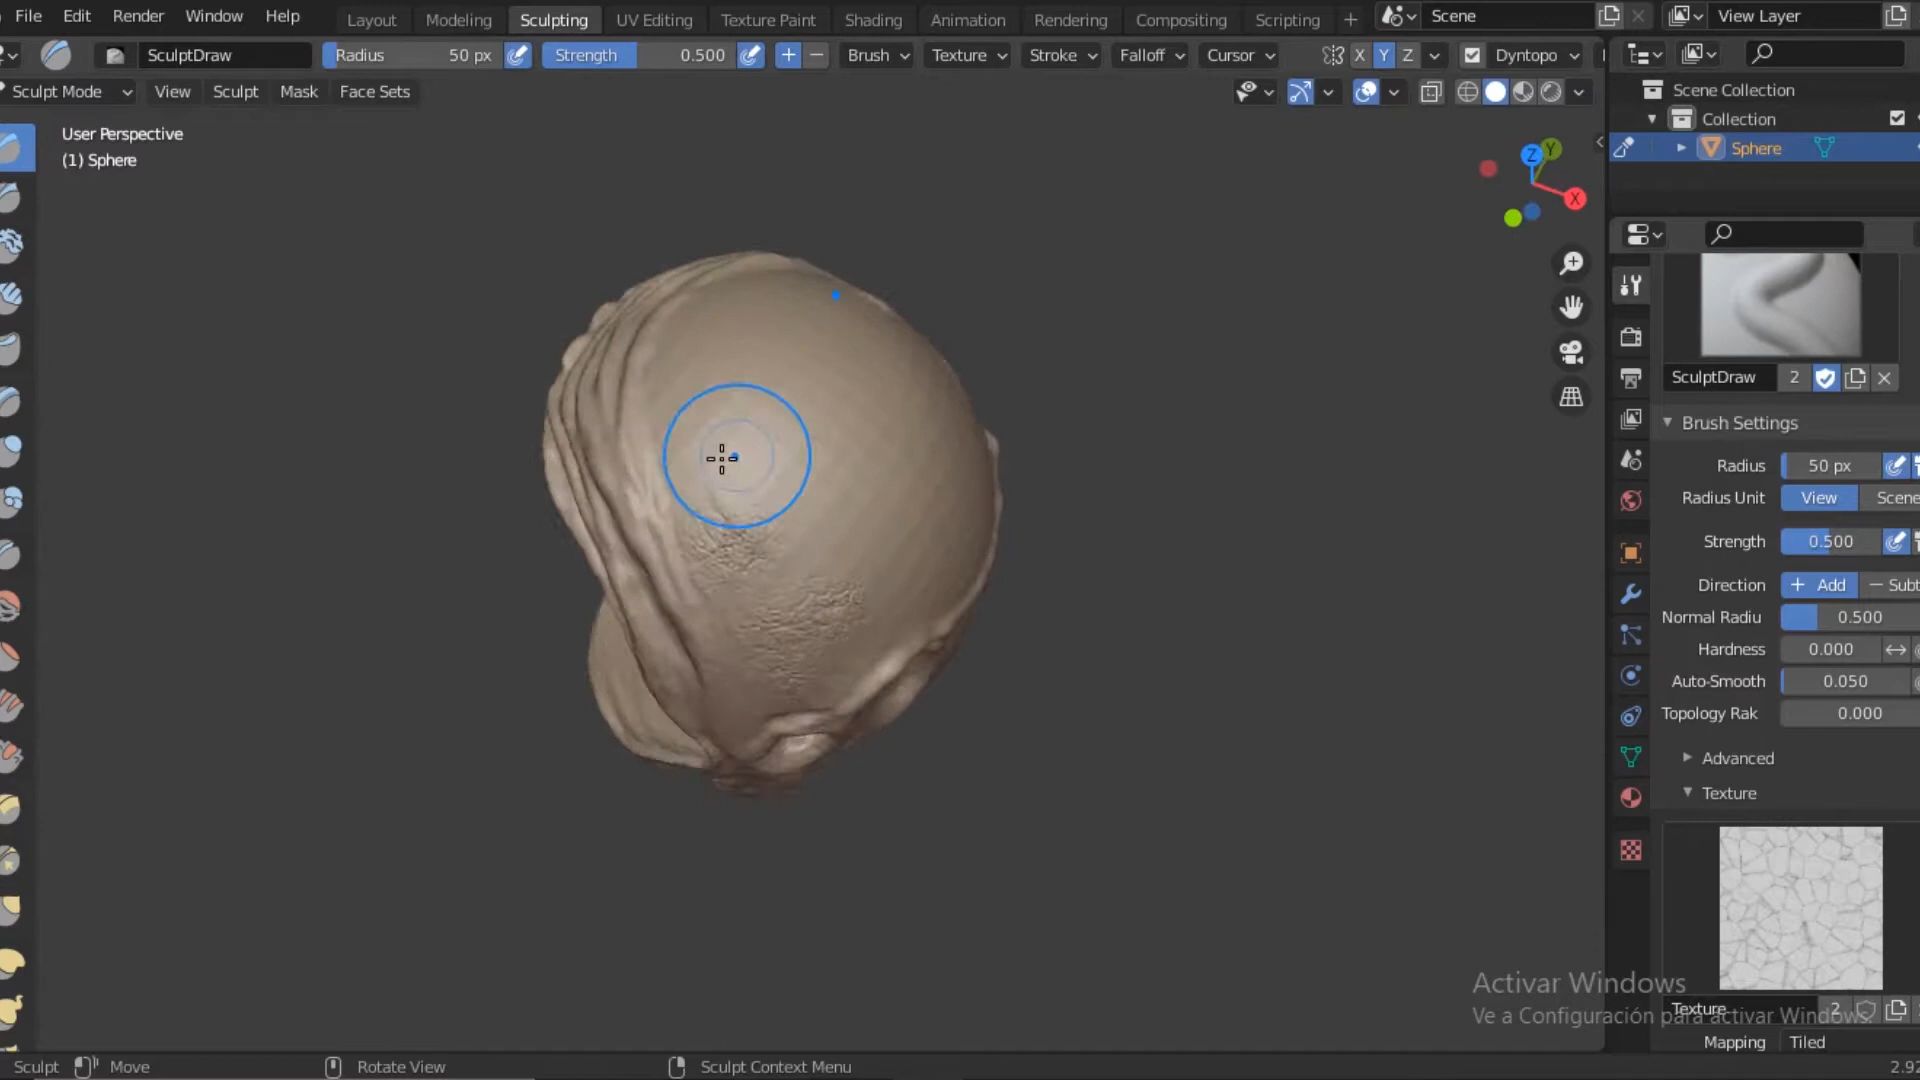 File Edit Render Window Help Layout Modeling Sculpting UV Editing Texture Paint Shading Animation Rendering Compositing Scripting + Scene View Layer
SculptDraw Radius 50 px Strength 0.500 Brush Texture Stroke Falloff Cursor X Y Z Dyntopo
Sculpt Mode View Sculpt Mask Face Sets
User Perspective
(1) Sphere
Z Y X
Scene Collection
Collection
Sphere
SculptDraw 2
Brush Settings
Radius 50 px
Radius Unit View Scene
Strength 0.500
Direction + Add — Subt
Normal Radiu 0.500
Hardness 0.000
Auto-Smooth 0.050
Topology Rak 0.000
Advanced
Texture
Activar Windows
Ve a Configuración para activar Windows.
Texture 2
Mapping Tiled
Sculpt Move Rotate View Sculpt Context Menu 2.92